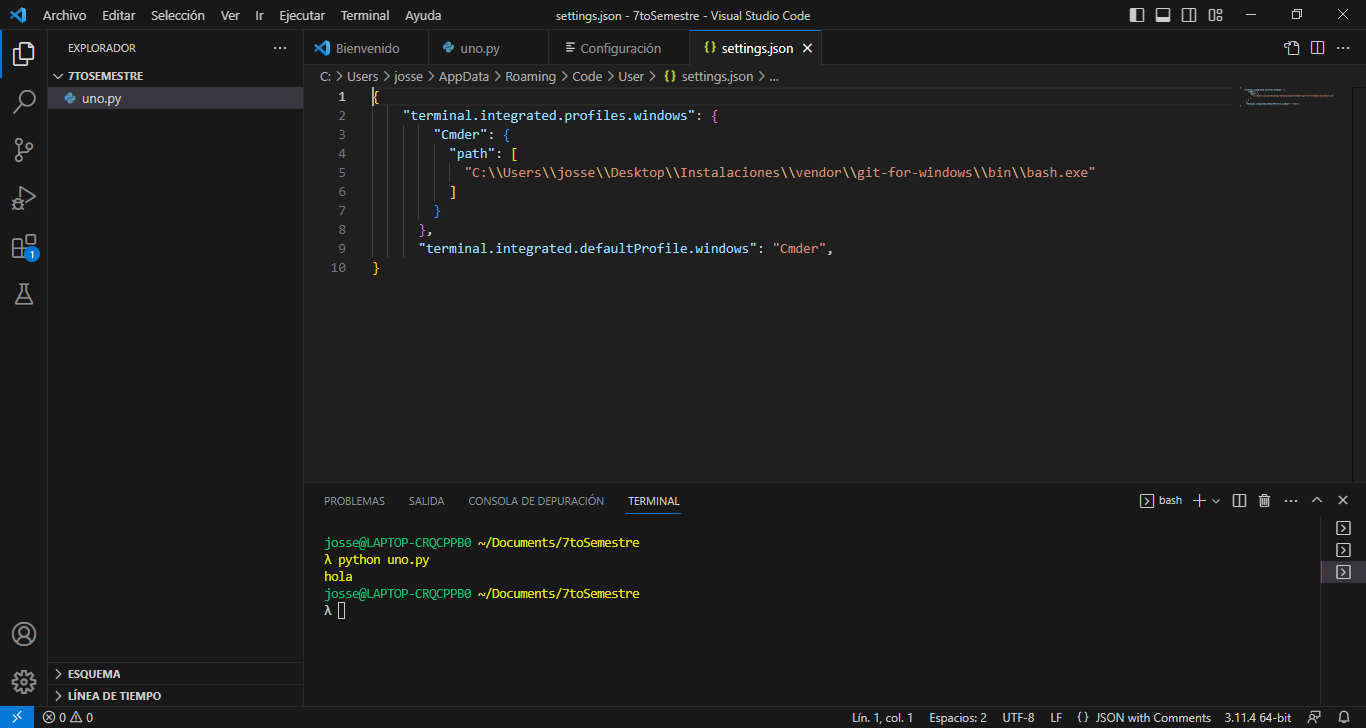 Archivo Editar Selección Ver Ir Ejecutar Terminal Ayuda settings.json - 7toSemestre - Visual Studio Code
EXPLORADOR ···
Bienvenido uno.py Configuración {} settings.json
7TOSEMESTRE
uno.py
C: > Users > josse > AppData > Roaming > Code > User > {} settings.json > ...
1 {
2 "terminal.integrated.profiles.windows": {
3 "Cmder": {
4 "path": [
5 "C:\\Users\\josse\\Desktop\\Instalaciones\\vendor\\git-for-windows\\bin\\bash.exe"
6 ]
7 }
8 },
9 "terminal.integrated.defaultProfile.windows": "Cmder",
10 }
1
PROBLEMAS SALIDA CONSOLA DE DEPURACIÓN TERMINAL bash
josse@LAPTOP-CRQCPPB0 ~/Documents/7toSemestre
λ python uno.py
hola
josse@LAPTOP-CRQCPPB0 ~/Documents/7toSemestre
λ
ESQUEMA
LÍNEA DE TIEMPO
0 0 Lín. 1, col. 1 Espacios: 2 UTF-8 LF {} JSON with Comments 3.11.4 64-bit